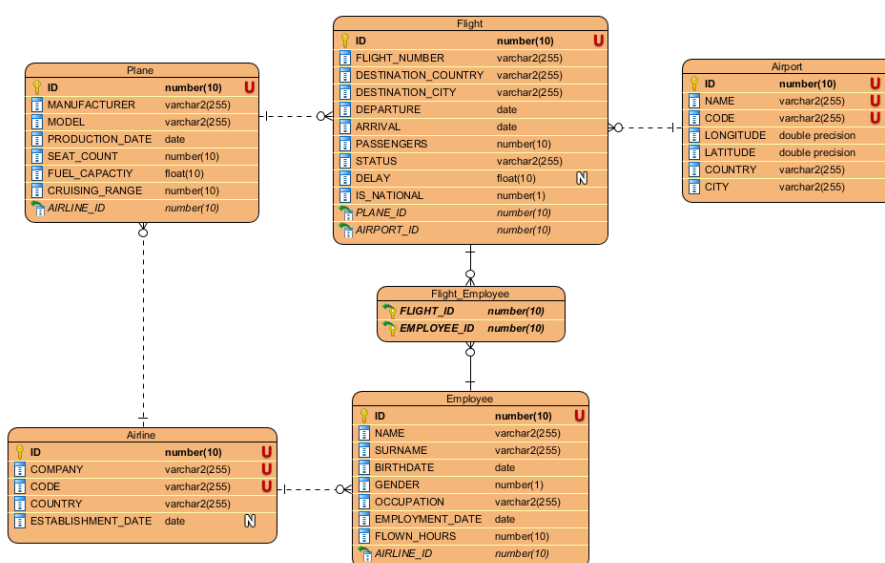 Flight
ID number(10) U
FLIGHT_NUMBER varchar2(255)
DESTINATION_COUNTRY varchar2(255)
DESTINATION_CITY varchar2(255)
DEPARTURE date
ARRIVAL date
PASSENGERS number(10)
STATUS varchar2(255)
DELAY float(10) N
IS_NATIONAL number(1)
PLANE_ID number(10)
AIRPORT_ID number(10)
Plane
ID number(10) U
MANUFACTURER varchar2(255)
MODEL varchar2(255)
PRODUCTION_DATE date
SEAT_COUNT number(10)
FUEL_CAPACTIY float(10)
CRUISING_RANGE number(10)
AIRLINE_ID number(10)
Airport
ID number(10) U
NAME varchar2(255) U
CODE varchar2(255) U
LONGITUDE double precision
LATITUDE double precision
COUNTRY varchar2(255)
CITY varchar2(255)
Flight_Employee
FLIGHT_ID number(10)
EMPLOYEE_ID number(10)
Airline
ID number(10) U
COMPANY varchar2(255) U
CODE varchar2(255) U
COUNTRY varchar2(255)
ESTABLISHMENT_DATE date N
Employee
ID number(10) U
NAME varchar2(255)
SURNAME varchar2(255)
BIRTHDATE date
GENDER number(1)
OCCUPATION varchar2(255)
EMPLOYMENT_DATE date
FLOWN_HOURS number(10)
AIRLINE_ID number(10)